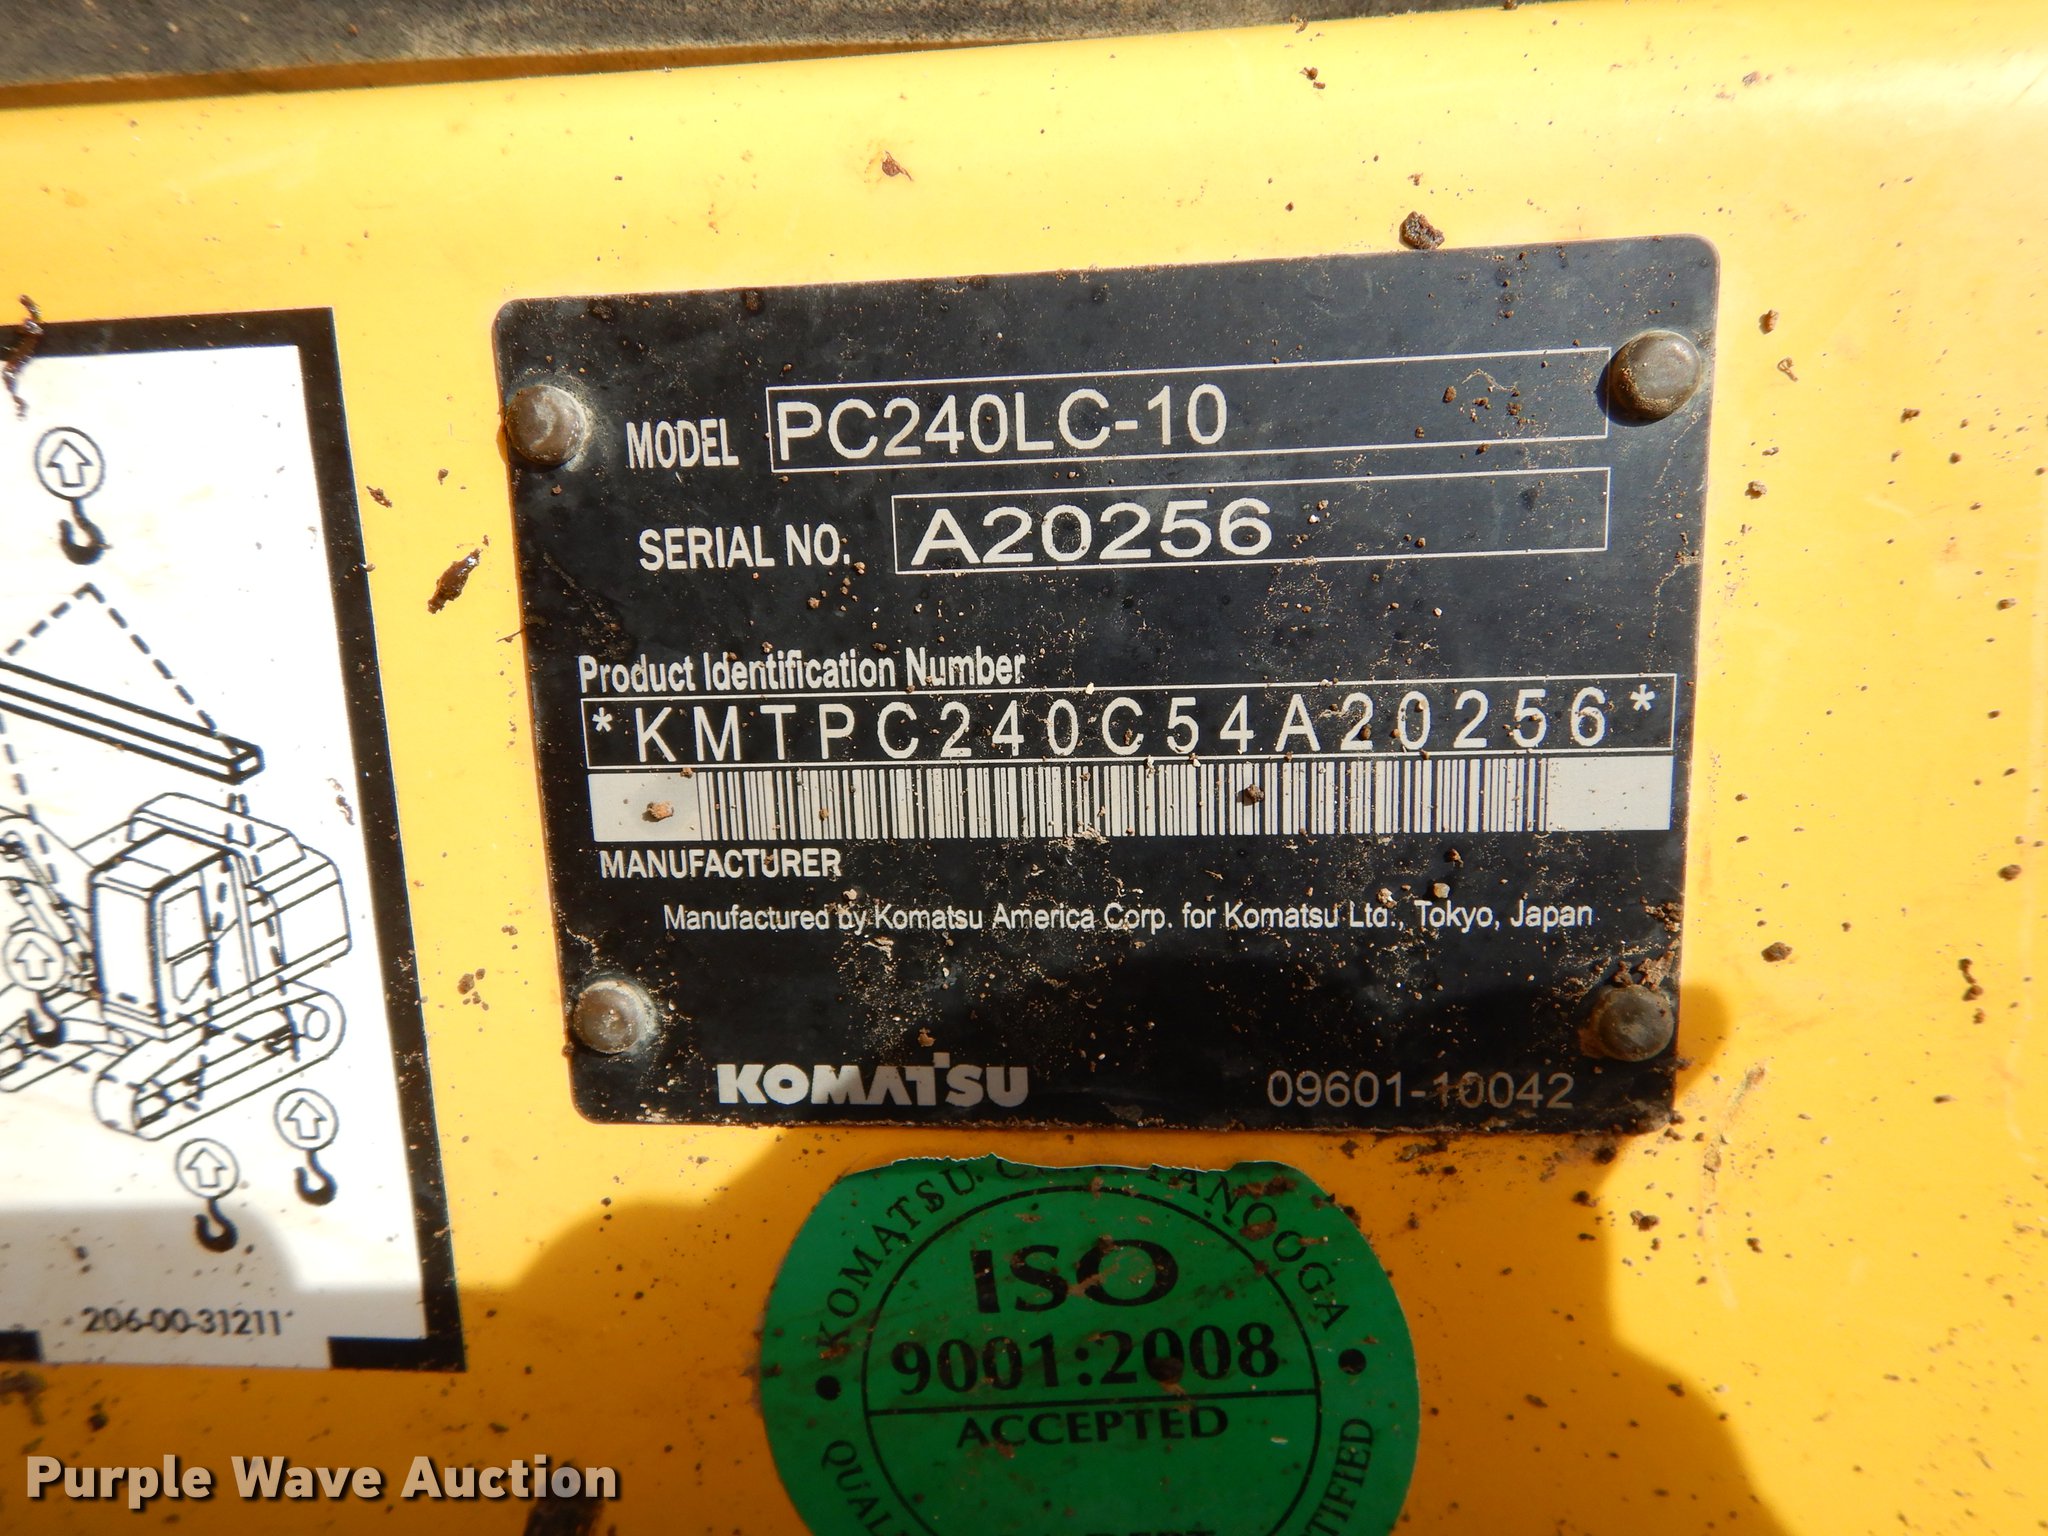 MODEL PC240LC-10
SERIAL NO. A20256
Product Identification Number
*KMTPC240C54A20256*
MANUFACTURER
Manufactured by Komatsu America Corp. for Komatsu Ltd., Tokyo, Japan
KOMATSU 09601-10042
206-00-31211
KOMATSU
ISO
9001:2008
ACCEPTED
Purple Wave Auction